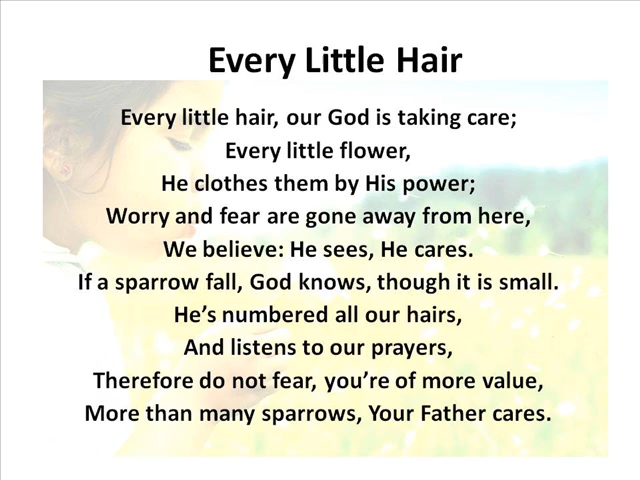 Every Little Hair
Every little hair, our God is taking care;
Every little flower,
He clothes them by His power;
Worry and fear are gone away from here,
We believe: He sees, He cares.
If a sparrow fall, God knows, though it is small.
He’s numbered all our hairs,
And listens to our prayers,
Therefore do not fear, you’re of more value,
More than many sparrows, Your Father cares.